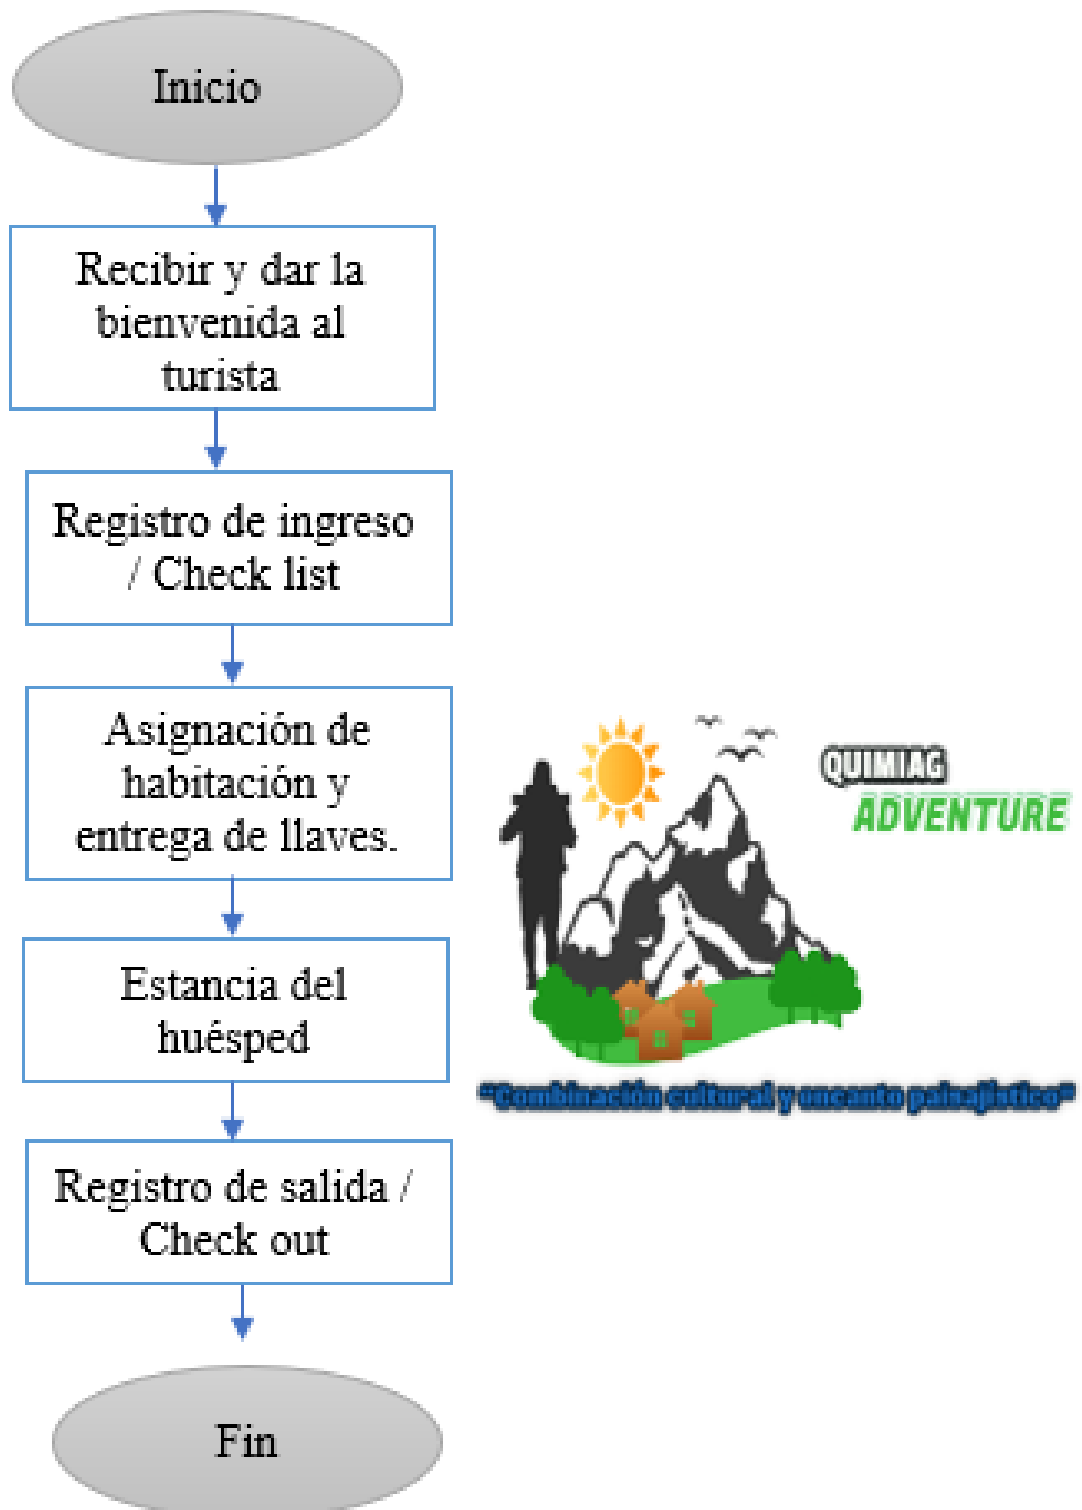 Inicio
Recibir y dar la
bienvenida al
turista
Registro de ingreso
/ Check list
Asignación de
habitación y
entrega de llaves.
Estancia del
huésped
Registro de salida /
Check out
Fin
QUIMIAG
ADVENTURE
"Combinación cultural y encanto paisajístico"